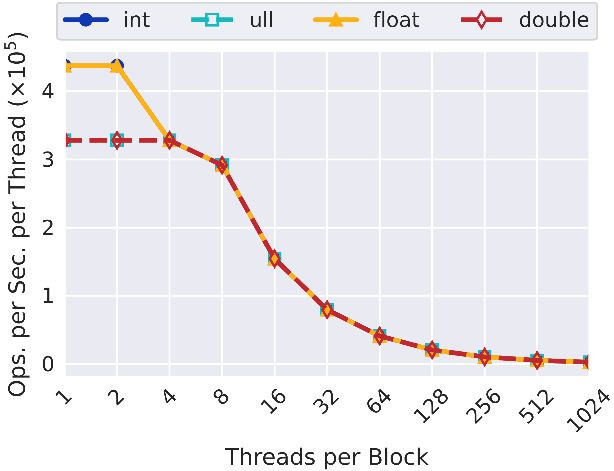 int ull float double
Ops. per Sec. per Thread (×10⁵)
4
3
2
1
0
1 2 4 8 16 32 64 128 256 512 1024
Threads per Block